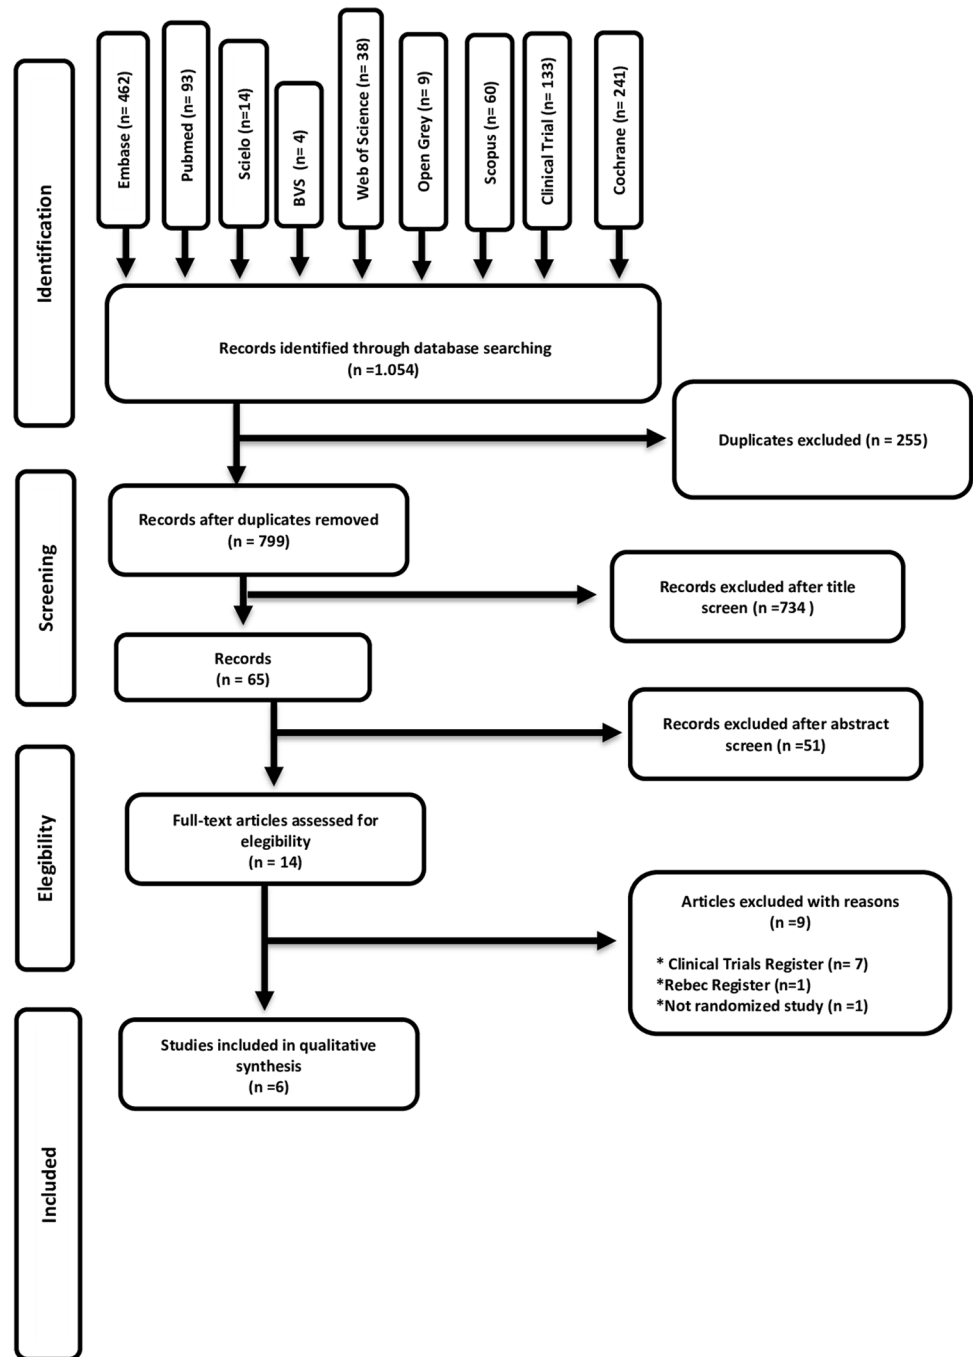 Identification
Embase (n= 462)
Pubmed (n= 93)
Scielo (n=14)
BVS (n= 4)
Web of Science (n= 38)
Open Grey (n= 9)
Scopus (n= 60)
Clinical Trial (n= 133)
Cochrane (n= 241)
Records identified through database searching
(n =1.054)
Duplicates excluded (n = 255)
Screening
Records after duplicates removed
(n = 799)
Records excluded after title
screen (n =734 )
Records
(n = 65)
Records excluded after abstract
screen (n =51)
Elegibility
Full-text articles assessed for
elegibility
(n = 14)
Articles excluded with reasons
(n =9)
* Clinical Trials Register (n= 7)
*Rebec Register (n=1)
*Not randomized study (n =1)
Included
Studies included in qualitative
synthesis
(n =6)